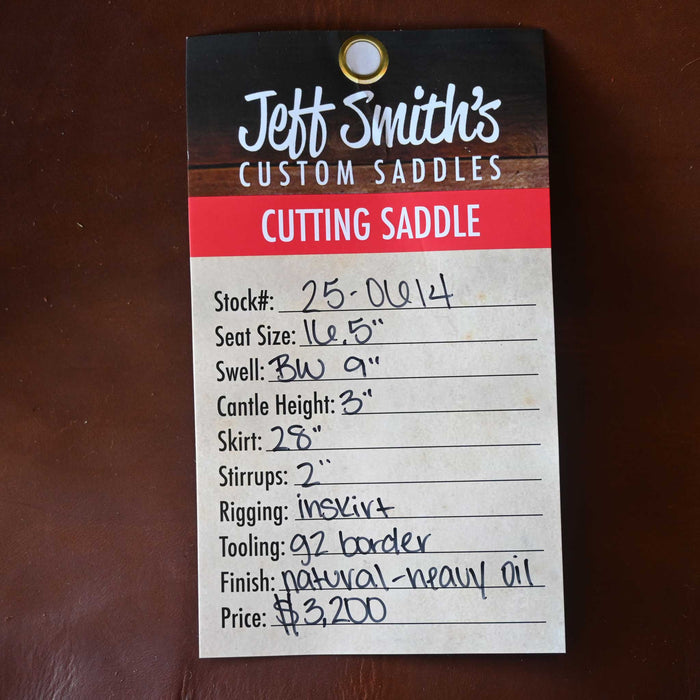 Jeff Smith's
CUSTOM SADDLES
CUTTING SADDLE
Stock#: 25-0614
Seat Size: 16.5"
Swell: BW 9"
Cantle Height: 3"
Skirt: 28"
Stirrups: 2"
Rigging: inskirt
Tooling: g2 border
Finish: natural-heavy oil
Price: $3,200